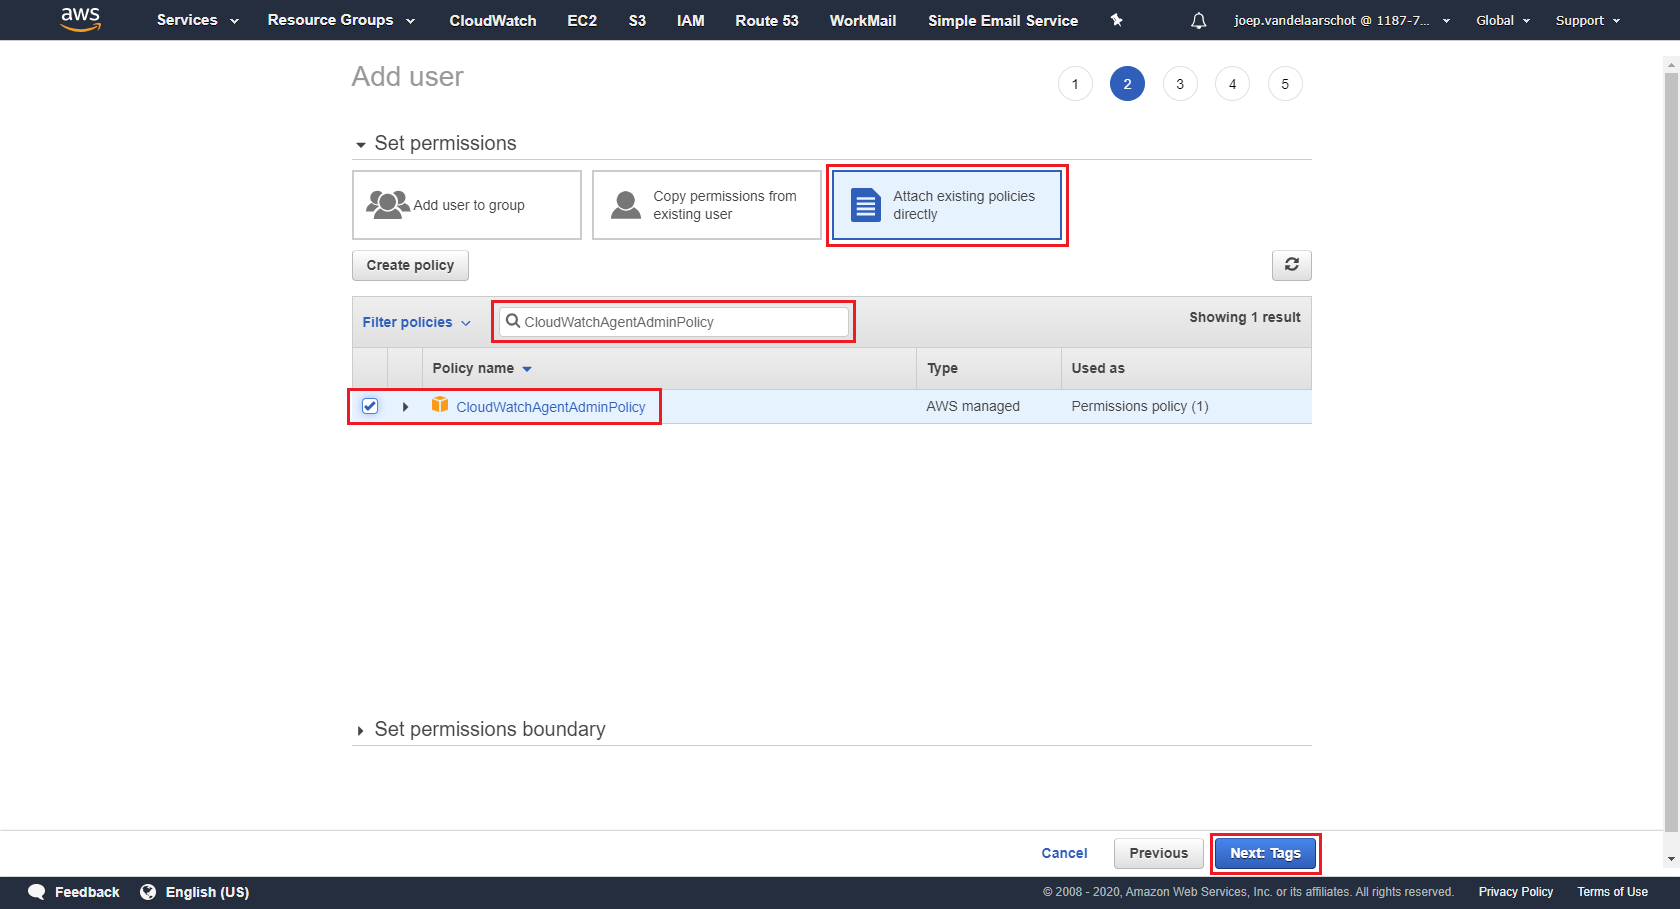 aws Services Resource Groups CloudWatch EC2 S3 IAM Route 53 WorkMail Simple Email Service joep.vandelaarschot @ 1187-7... Global Support
Add user
1 2 3 4 5
Set permissions
Add user to group
Copy permissions from
existing user
Attach existing policies
directly
Create policy
Filter policies CloudWatchAgentAdminPolicy Showing 1 result
Policy name Type Used as
CloudWatchAgentAdminPolicy AWS managed Permissions policy (1)
Set permissions boundary
Cancel Previous Next: Tags
Feedback English (US) © 2008 - 2020, Amazon Web Services, Inc. or its affiliates. All rights reserved. Privacy Policy Terms of Use